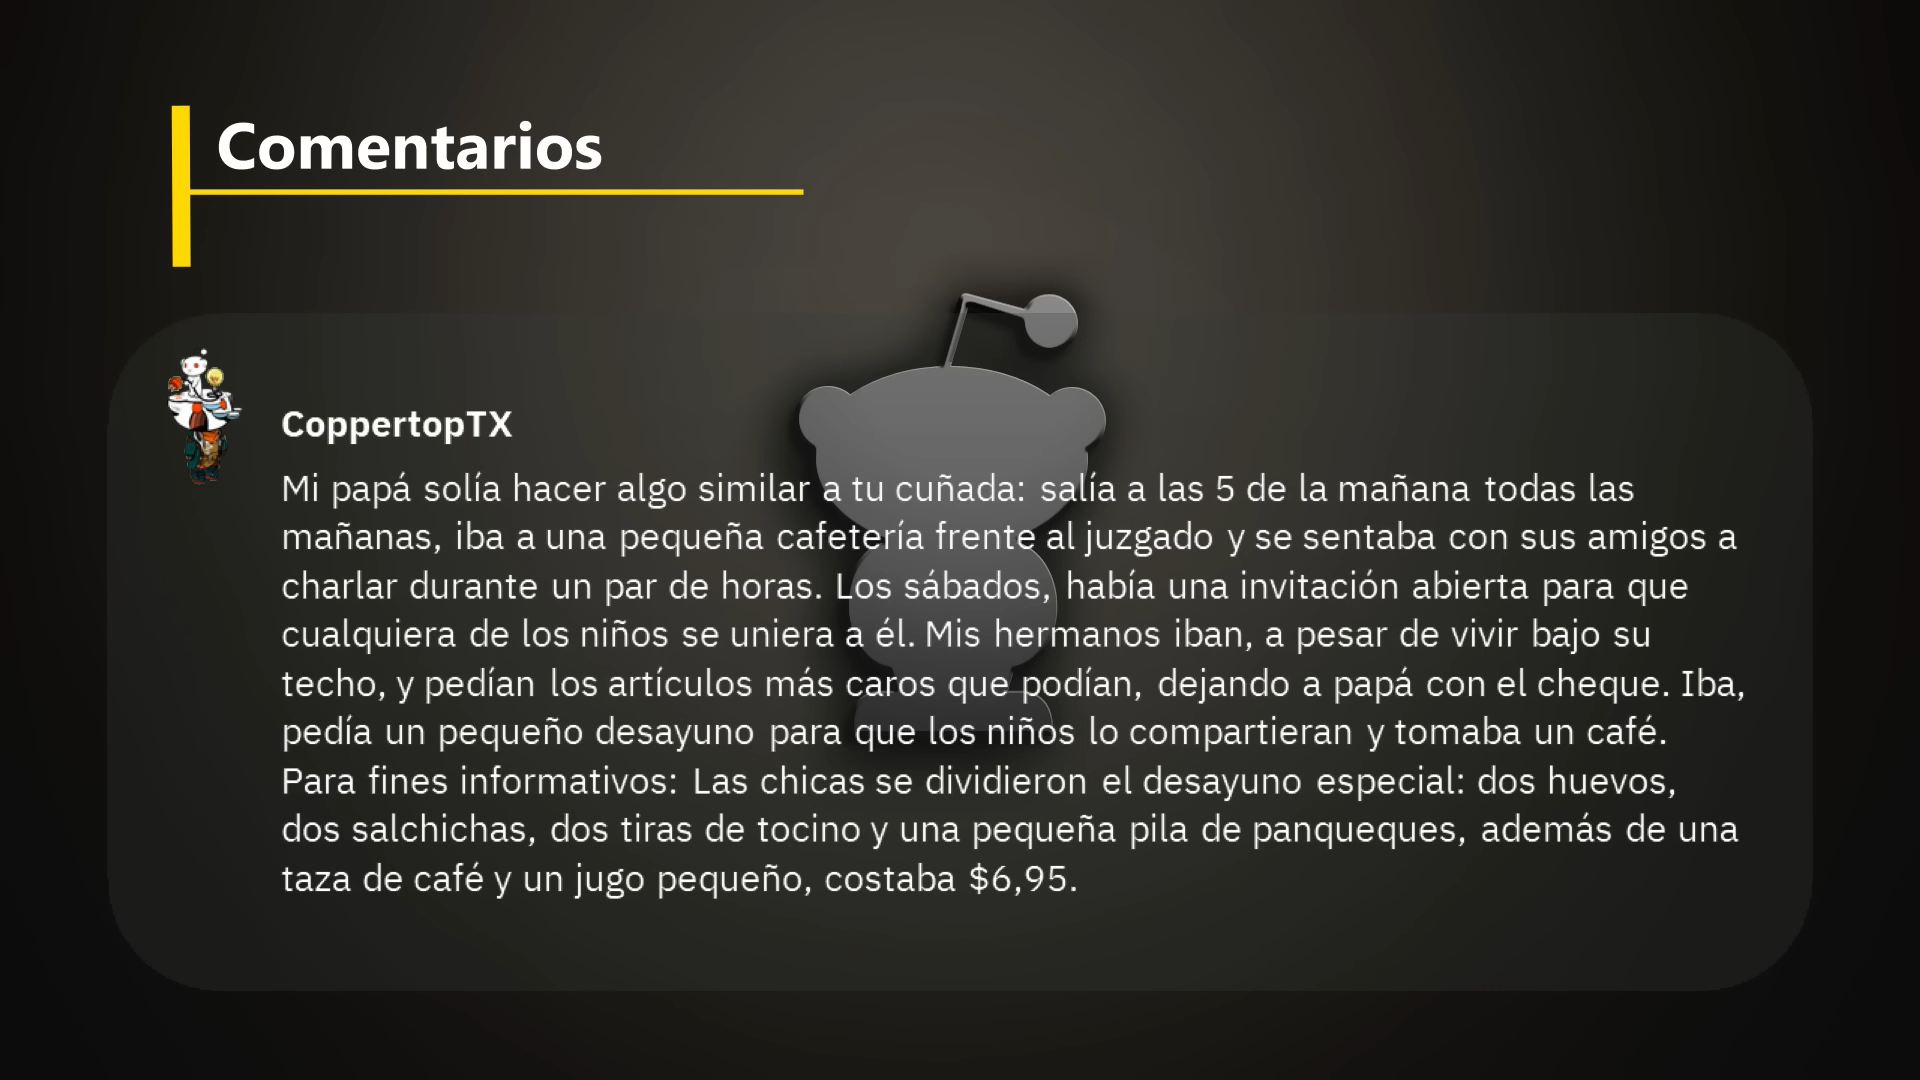 Comentarios
CoppertopTX
Mi papá solía hacer algo similar a tu cuñada: salía a las 5 de la mañana todas las
mañanas, iba a una pequeña cafetería frente al juzgado y se sentaba con sus amigos a
charlar durante un par de horas. Los sábados, había una invitación abierta para que
cualquiera de los niños se uniera a él. Mis hermanos iban, a pesar de vivir bajo su
techo, y pedían los artículos más caros que podían, dejando a papá con el cheque. Iba,
pedía un pequeño desayuno para que los niños lo compartieran y tomaba un café.
Para fines informativos: Las chicas se dividieron el desayuno especial: dos huevos,
dos salchichas, dos tiras de tocino y una pequeña pila de panqueques, además de una
taza de café y un jugo pequeño, costaba $6,95.